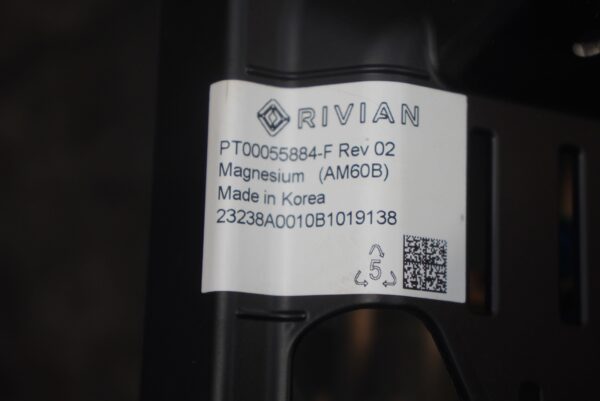 RIVIAN
PT00055884-F Rev 02
Magnesium (AM60B)
Made in Korea
23238A0010B1019138
5